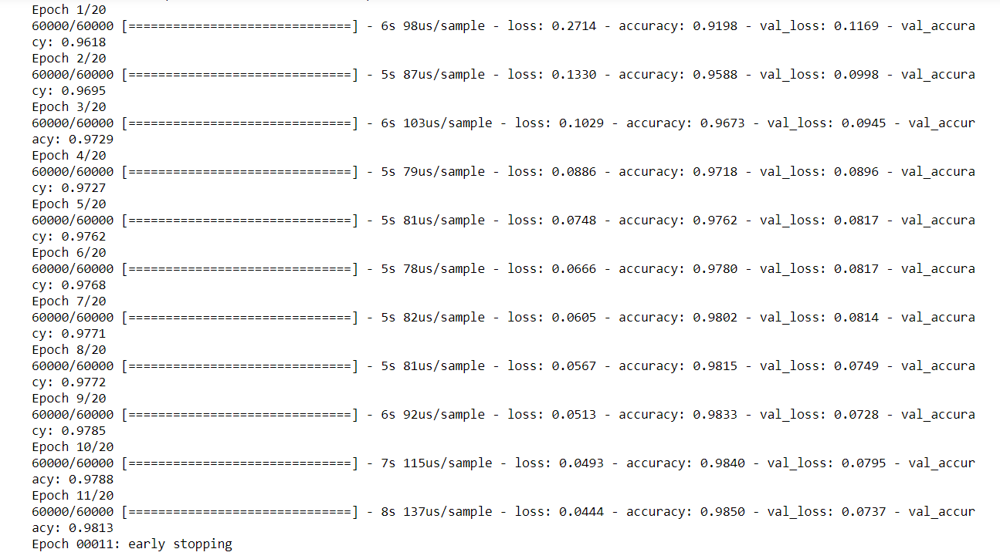 Epoch 1/20
60000/60000 [==============================] - 6s 98us/sample - loss: 0.2714 - accuracy: 0.9198 - val_loss: 0.1169 - val_accura
cy: 0.9618
Epoch 2/20
60000/60000 [==============================] - 5s 87us/sample - loss: 0.1330 - accuracy: 0.9588 - val_loss: 0.0998 - val_accura
cy: 0.9695
Epoch 3/20
60000/60000 [==============================] - 6s 103us/sample - loss: 0.1029 - accuracy: 0.9673 - val_loss: 0.0945 - val_accur
acy: 0.9729
Epoch 4/20
60000/60000 [==============================] - 5s 79us/sample - loss: 0.0886 - accuracy: 0.9718 - val_loss: 0.0896 - val_accura
cy: 0.9727
Epoch 5/20
60000/60000 [==============================] - 5s 81us/sample - loss: 0.0748 - accuracy: 0.9762 - val_loss: 0.0817 - val_accura
cy: 0.9762
Epoch 6/20
60000/60000 [==============================] - 5s 78us/sample - loss: 0.0666 - accuracy: 0.9780 - val_loss: 0.0817 - val_accura
cy: 0.9768
Epoch 7/20
60000/60000 [==============================] - 5s 82us/sample - loss: 0.0605 - accuracy: 0.9802 - val_loss: 0.0814 - val_accura
cy: 0.9771
Epoch 8/20
60000/60000 [==============================] - 5s 81us/sample - loss: 0.0567 - accuracy: 0.9815 - val_loss: 0.0749 - val_accura
cy: 0.9772
Epoch 9/20
60000/60000 [==============================] - 6s 92us/sample - loss: 0.0513 - accuracy: 0.9833 - val_loss: 0.0728 - val_accura
cy: 0.9785
Epoch 10/20
60000/60000 [==============================] - 7s 115us/sample - loss: 0.0493 - accuracy: 0.9840 - val_loss: 0.0795 - val_accur
acy: 0.9788
Epoch 11/20
60000/60000 [==============================] - 8s 137us/sample - loss: 0.0444 - accuracy: 0.9850 - val_loss: 0.0737 - val_accur
acy: 0.9813
Epoch 00011: early stopping